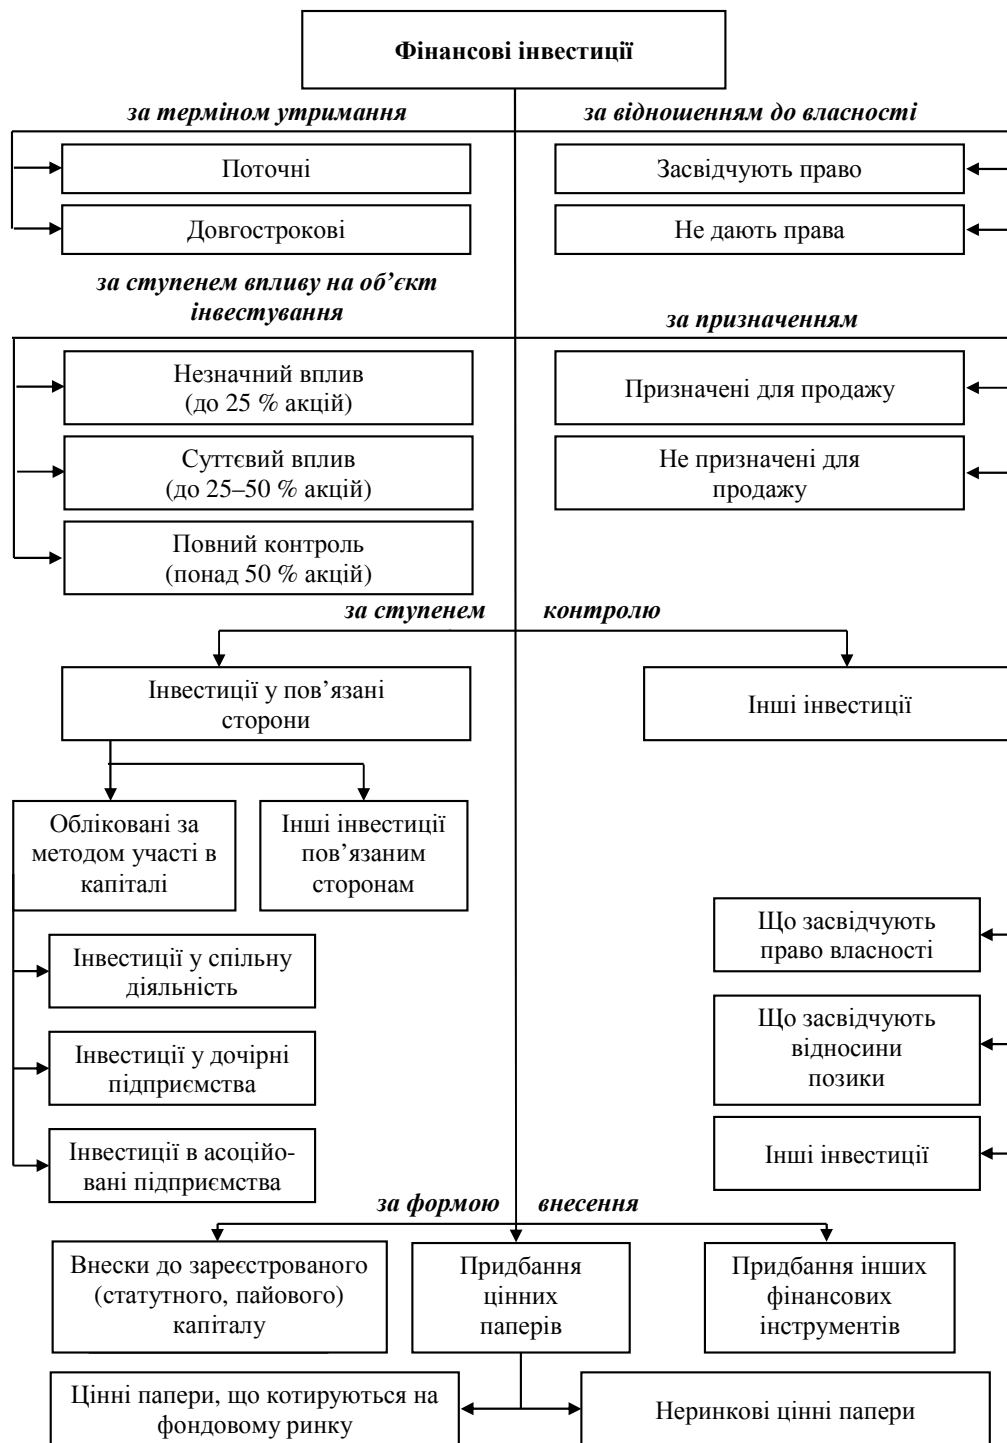 Фінансові інвестиції
за терміном утримання
за відношенням до власності
Поточні
Засвідчують право
Довгострокові
Не дають права
за ступенем впливу на об’єкт
інвестування
за призначенням
Незначний вплив
(до 25 % акцій)
Призначені для продажу
Суттєвий вплив
(до 25–50 % акцій)
Не призначені для
продажу
Повний контроль
(понад 50 % акцій)
за ступенем контролю
Інвестиції у пов’язані
сторони
Інші інвестиції
Обліковані за
методом участі в
капіталі
Інші інвестиції
пов’язаним
сторонам
Що засвідчують
право власності
Інвестиції у спільну
діяльність
Що засвідчують
відносини
позики
Інвестиції у дочірні
підприємства
Інвестиції в асоційо-
вані підприємства
Інші інвестиції
за формою внесення
Внески до зареєстрованого
(статутного, пайового)
капіталу
Придбання
цінних
паперів
Придбання інших
фінансових
інструментів
Цінні папери, що котируються на
фондовому ринку
Неринкові цінні папери